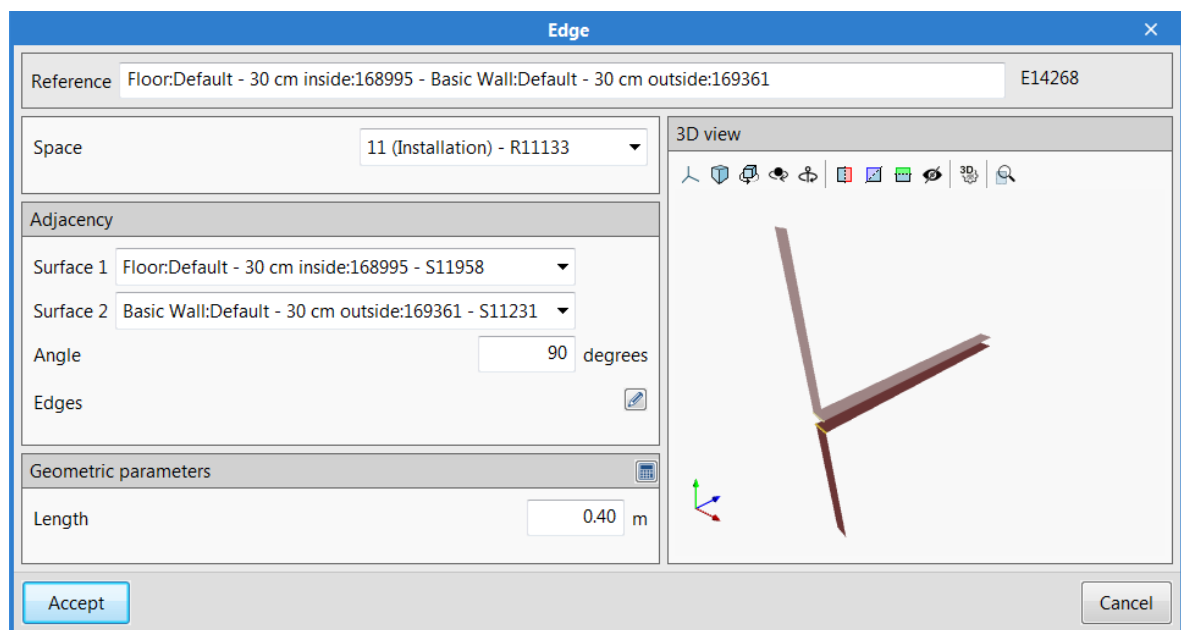 Edge
Reference Floor:Default - 30 cm inside:168995 - Basic Wall:Default - 30 cm outside:169361 E14268
Space 11 (Installation) - R11133
Adjacency
Surface 1 Floor:Default - 30 cm inside:168995 - S11958
Surface 2 Basic Wall:Default - 30 cm outside:169361 - S11231
Angle 90 degrees
Edges
Geometric parameters
Length 0.40 m
3D view
3D
Accept Cancel